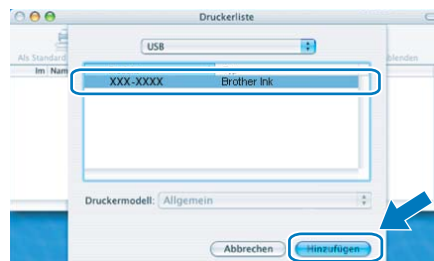 Druckerliste
USB
Als Standard
blenden
Im Nam
XXX-XXXX Brother Ink
Druckermodell: Allgemein
Abbrechen Hinzufügen